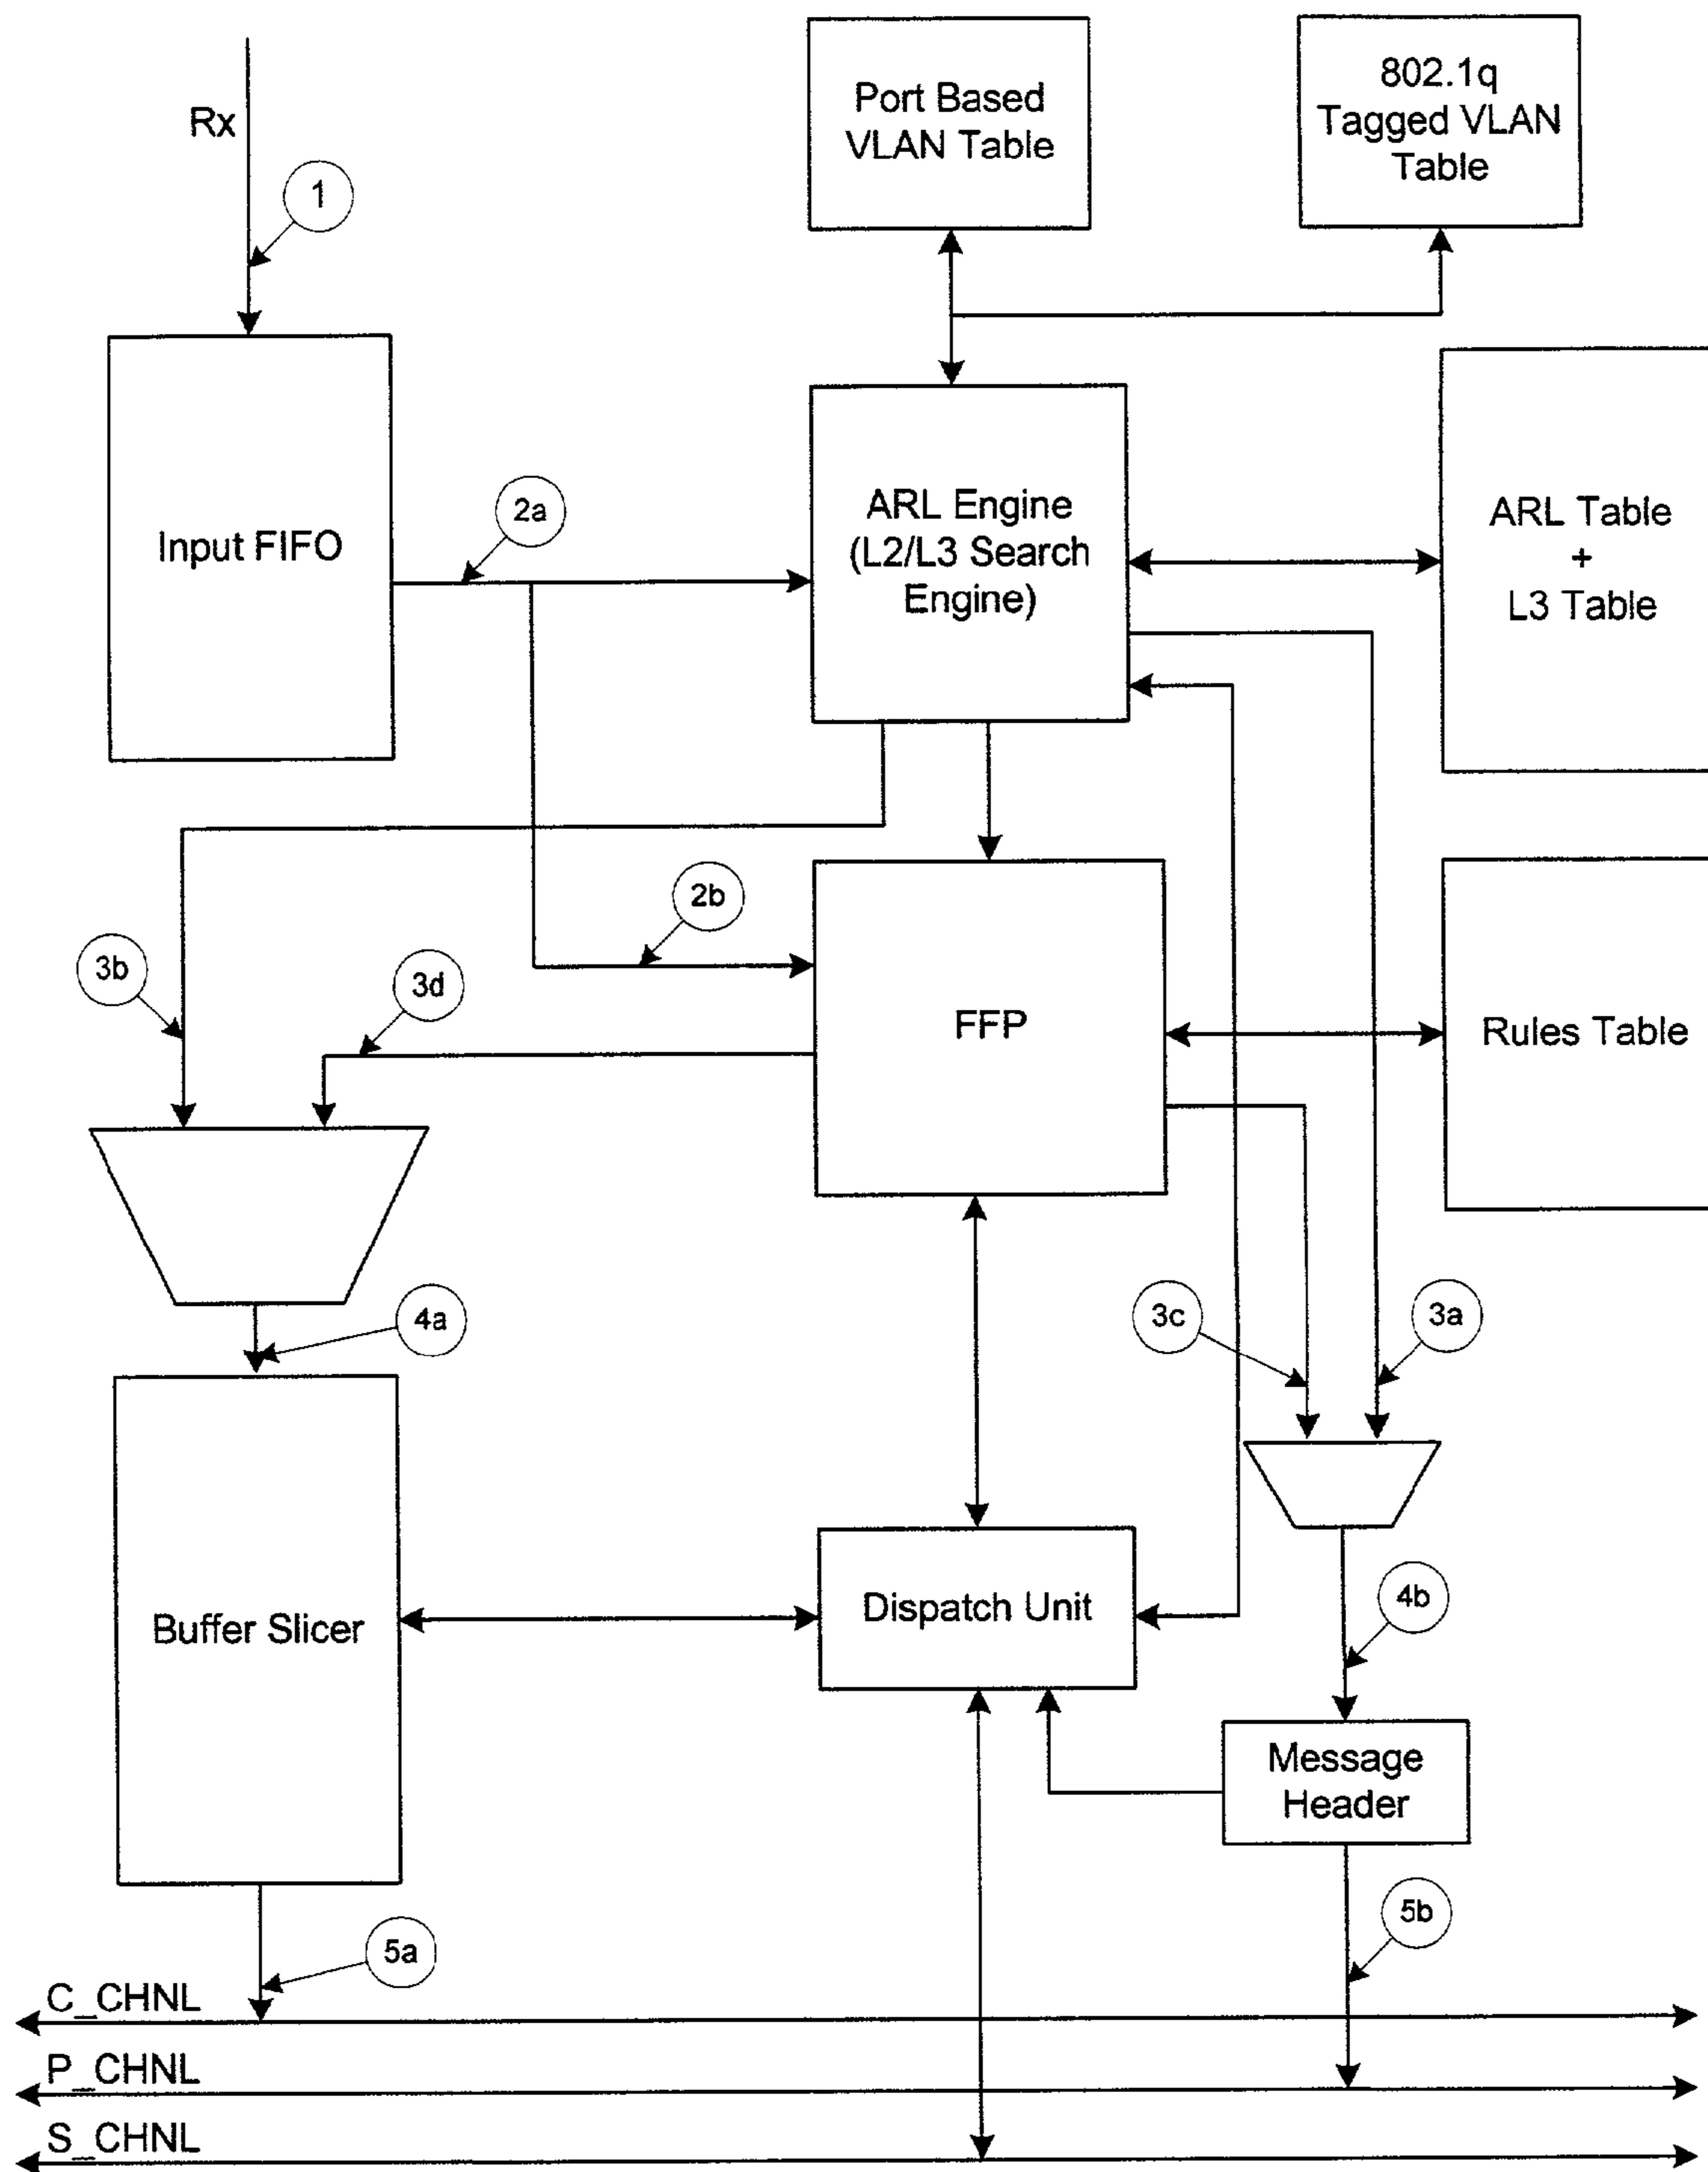 Port Based
VLAN Table
802.1q
Tagged VLAN
Table
Rx
1
Input FIFO
2a
ARL Engine
(L2/L3 Search
Engine)
ARL Table
+
L3 Table
2b
3b
3d
FFP
Rules Table
4a
3c
3a
Buffer Slicer
Dispatch Unit
4b
Message
Header
5a
5b
C_CHNL
P_CHNL
S_CHNL